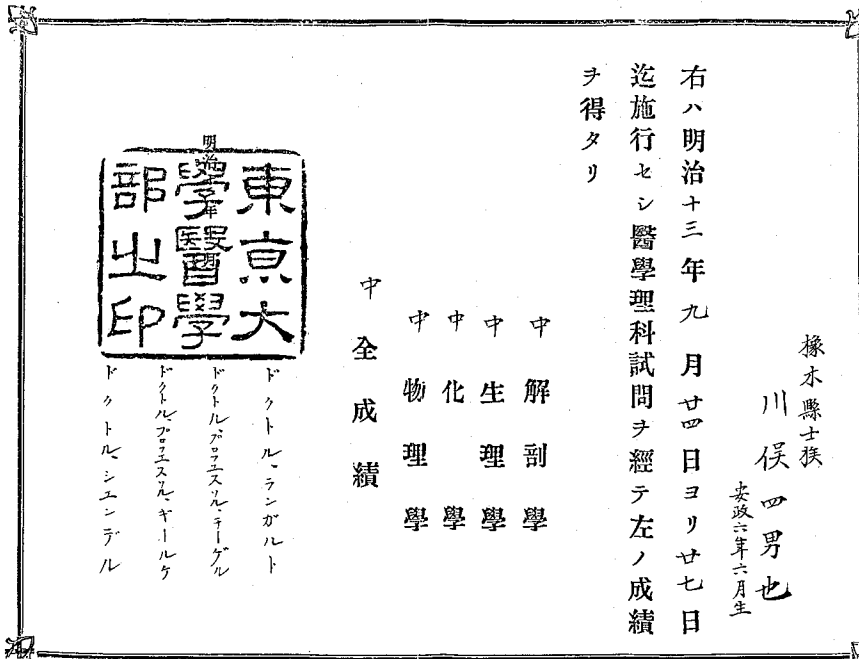 橡木縣士族
川俣四男也
安政六年六月生
右ハ明治十三年九月廿四日ヨリ廿七日
迄施行セシ醫學理科試問ヲ經テ左ノ成績
ヲ得タリ
中 解剖學
中 生理學
中 化學
中 物理學
中 全成績
明治
東京大
學醫學
部之印
ドクトル、ランガルト
ドクトル、プロフエスソル、チーゲル
ドクトル、プロフエスソル、ギールケ
ドクトル、シエンデル